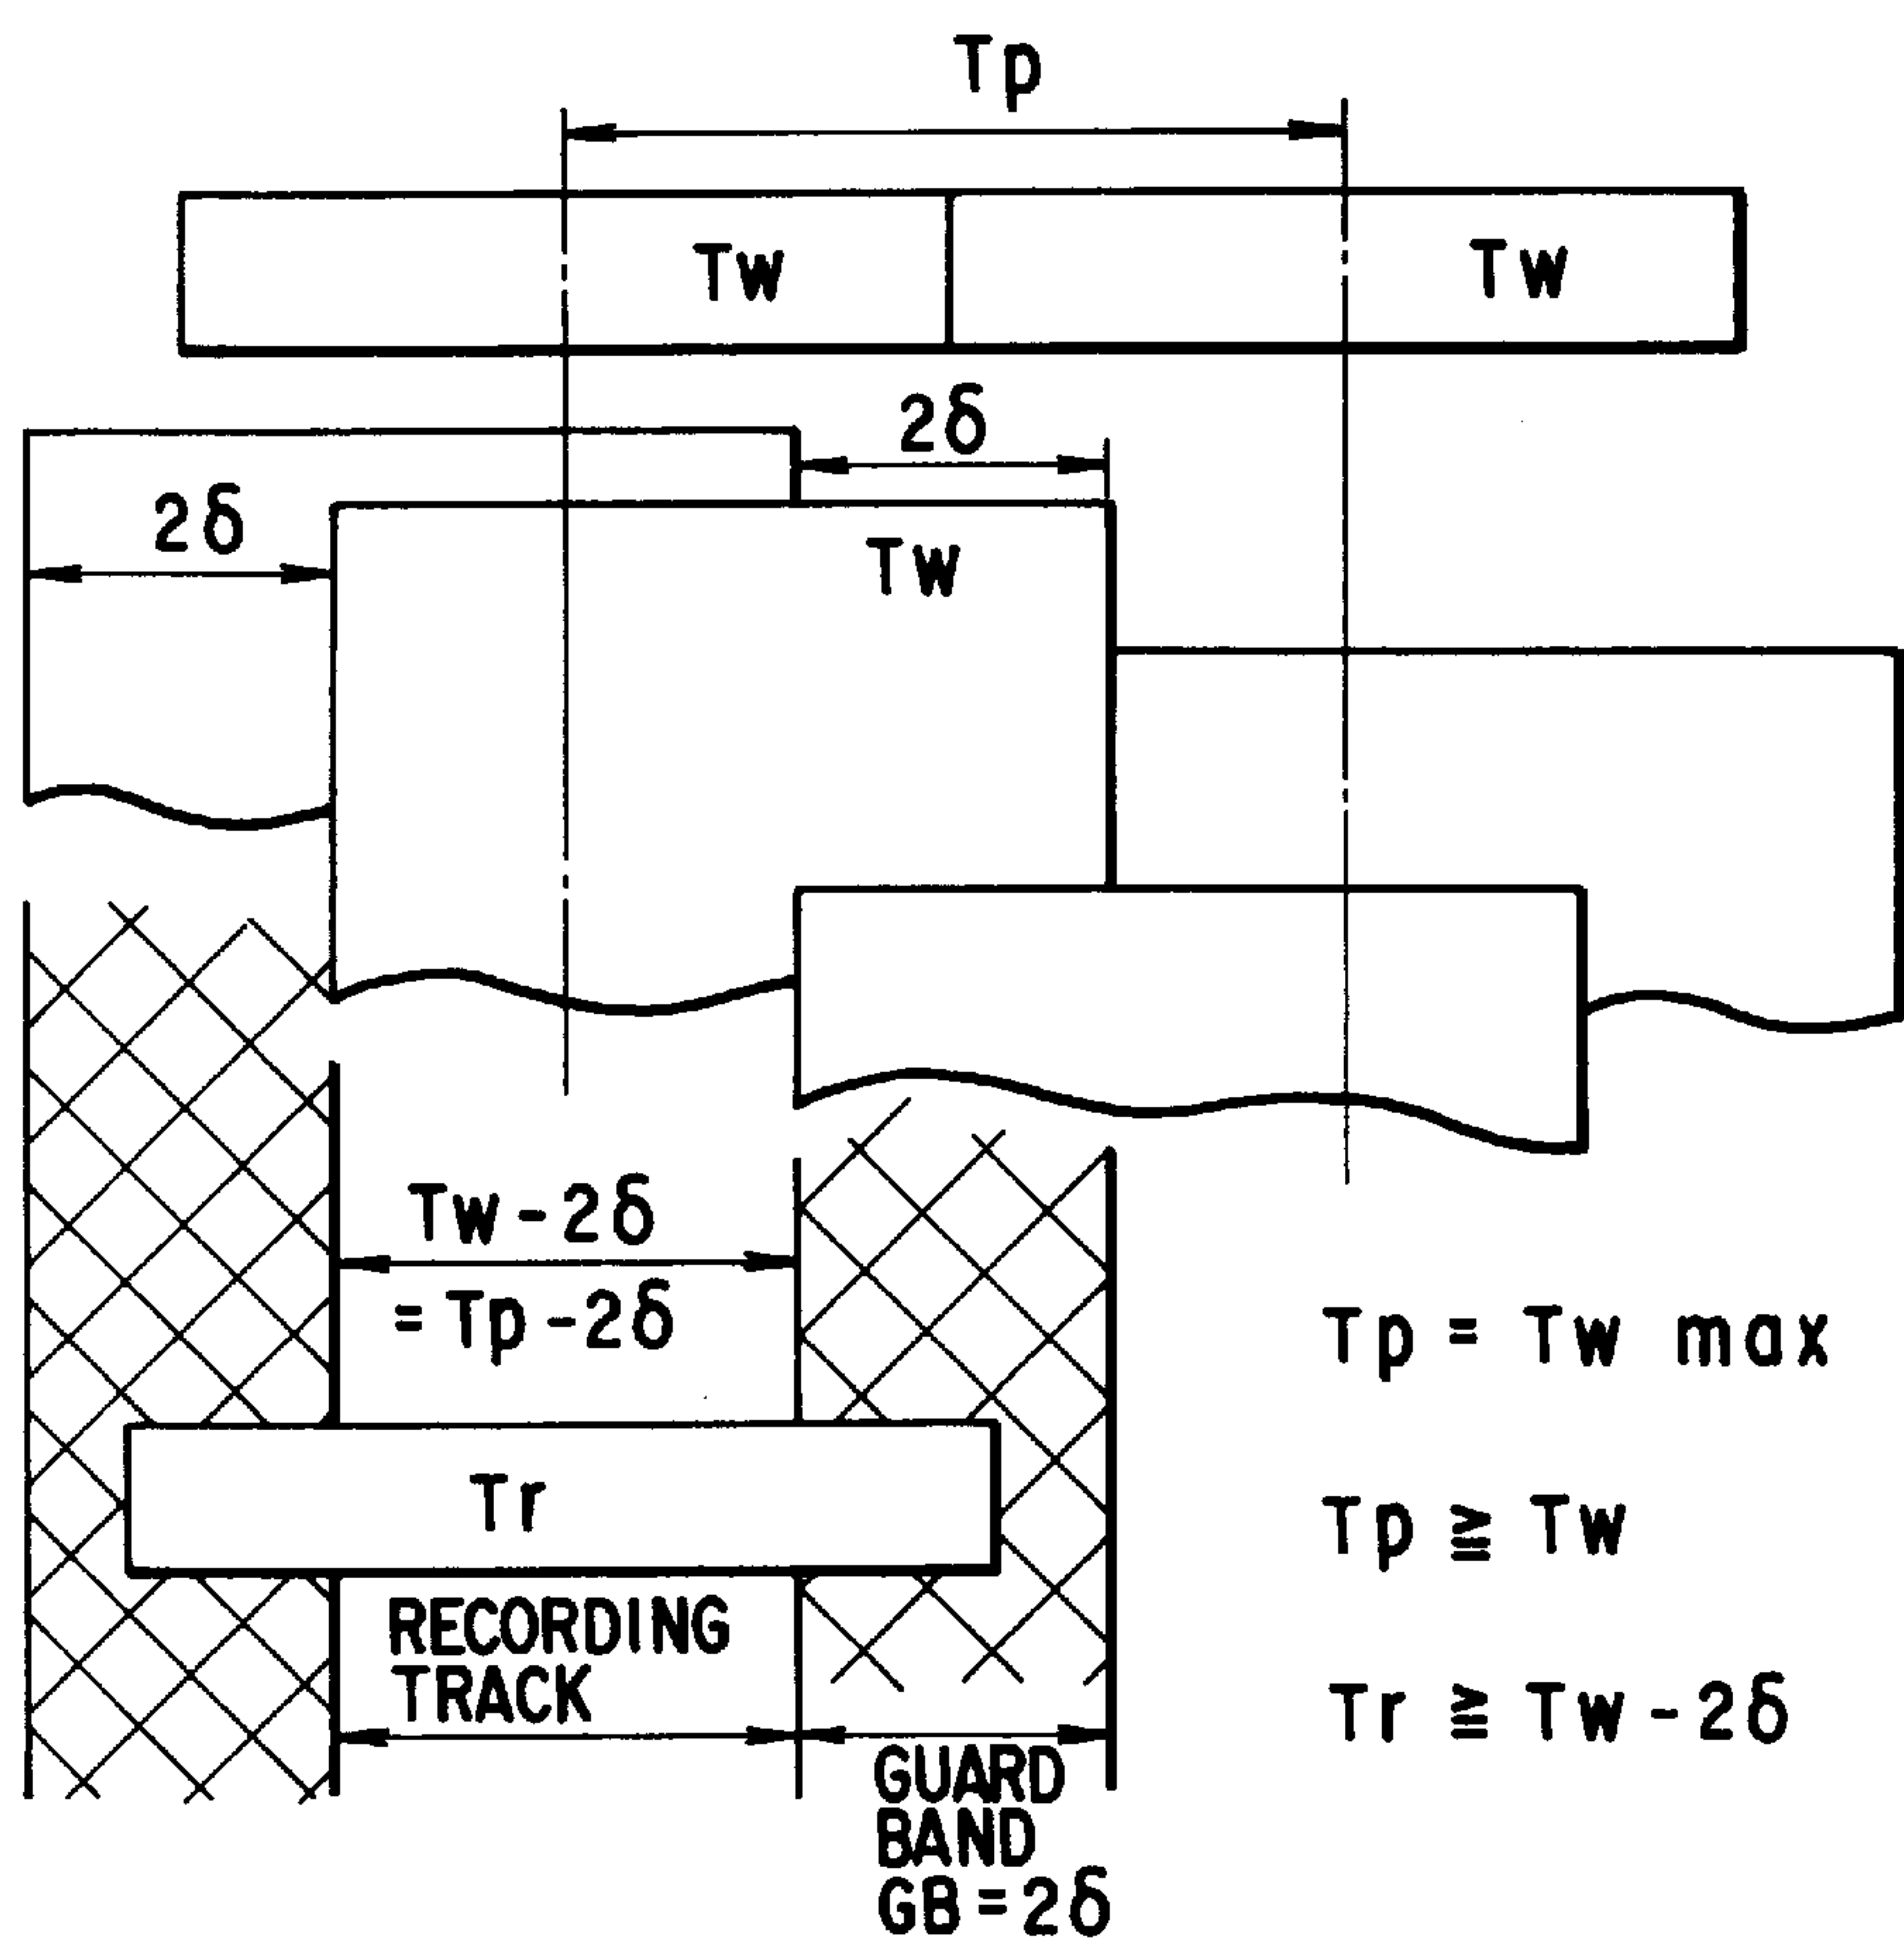 Tp
Tw Tw
2δ
2δ
Tw
Tw-2δ
=Tp-2δ
Tp = Tw max
Tr
Tp ≧ Tw
RECORDING
TRACK
Tr ≧ Tw-2δ
GUARD
BAND
GB=2δ